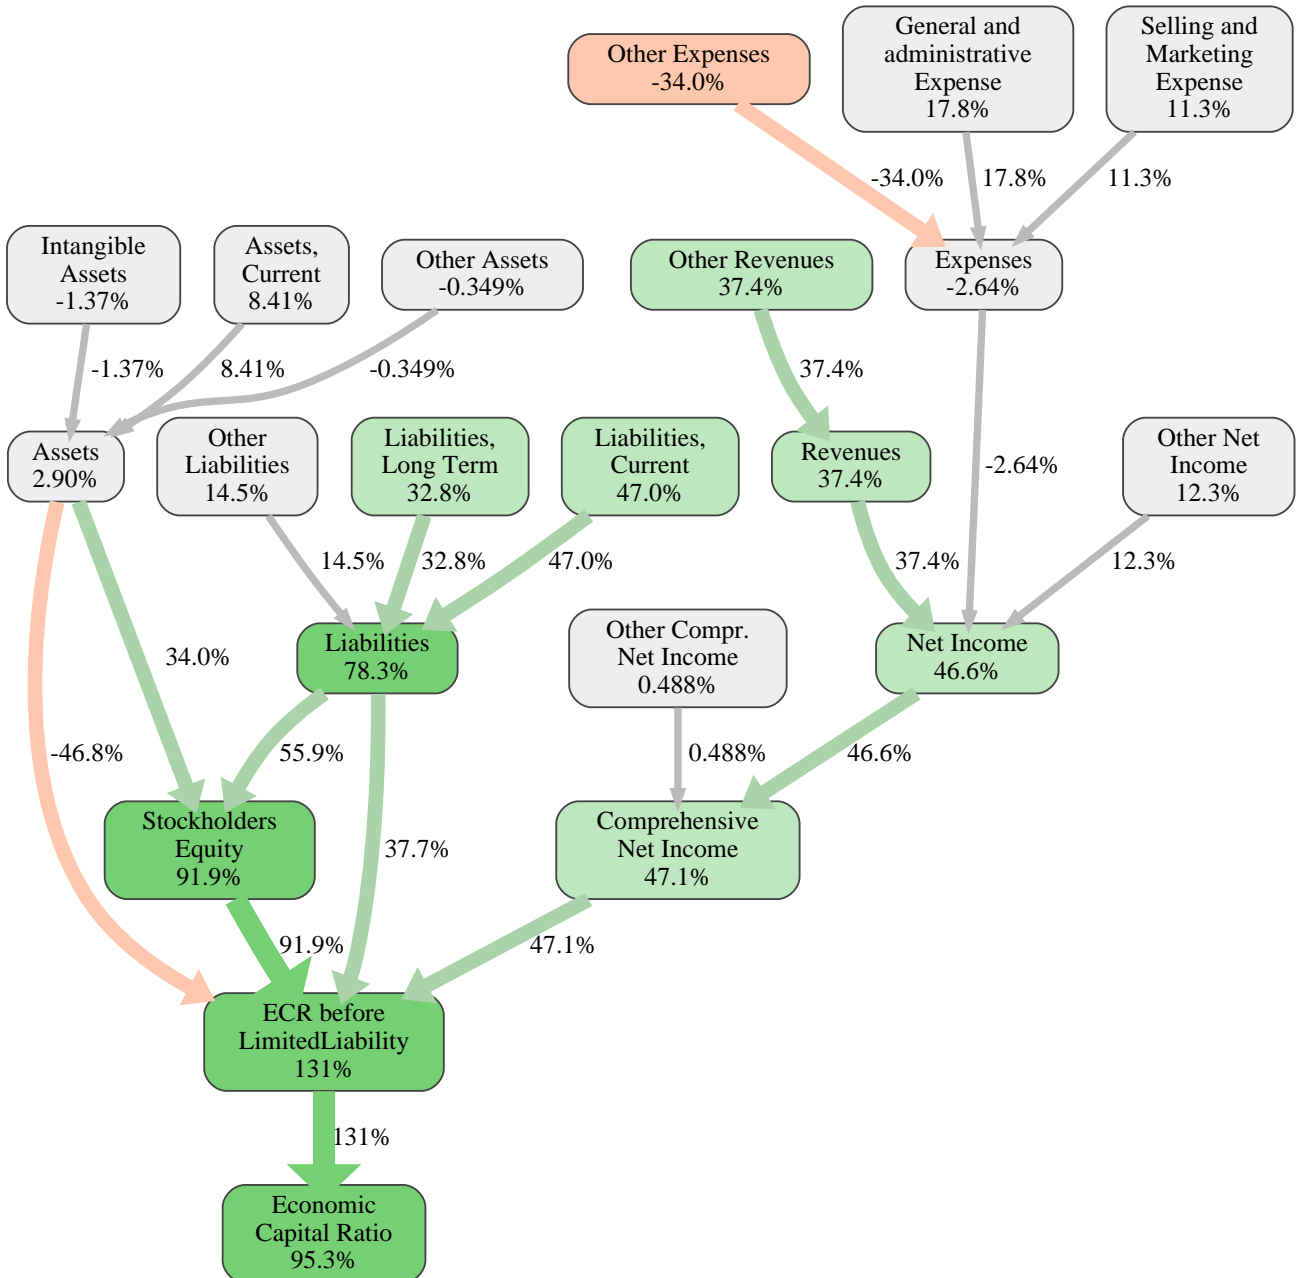 Other Expenses
-34.0%
General and
administrative
Expense
17.8%
Selling and
Marketing
Expense
11.3%
-34.0%
17.8%
11.3%
Intangible
Assets
-1.37%
Assets,
Current
8.41%
Other Assets
-0.349%
Other Revenues
37.4%
Expenses
-2.64%
-1.37%
8.41%
-0.349%
37.4%
Assets
2.90%
Other
Liabilities
14.5%
Liabilities,
Long Term
32.8%
Liabilities,
Current
47.0%
Revenues
37.4%
-2.64%
Other Net
Income
12.3%
14.5%
32.8%
47.0%
37.4%
12.3%
34.0%
Liabilities
78.3%
Other Compr.
Net Income
0.488%
Net Income
46.6%
-46.8%
55.9%
0.488%
46.6%
Stockholders
Equity
91.9%
37.7%
Comprehensive
Net Income
47.1%
91.9%
47.1%
ECR before
LimitedLiability
131%
131%
Economic
Capital Ratio
95.3%